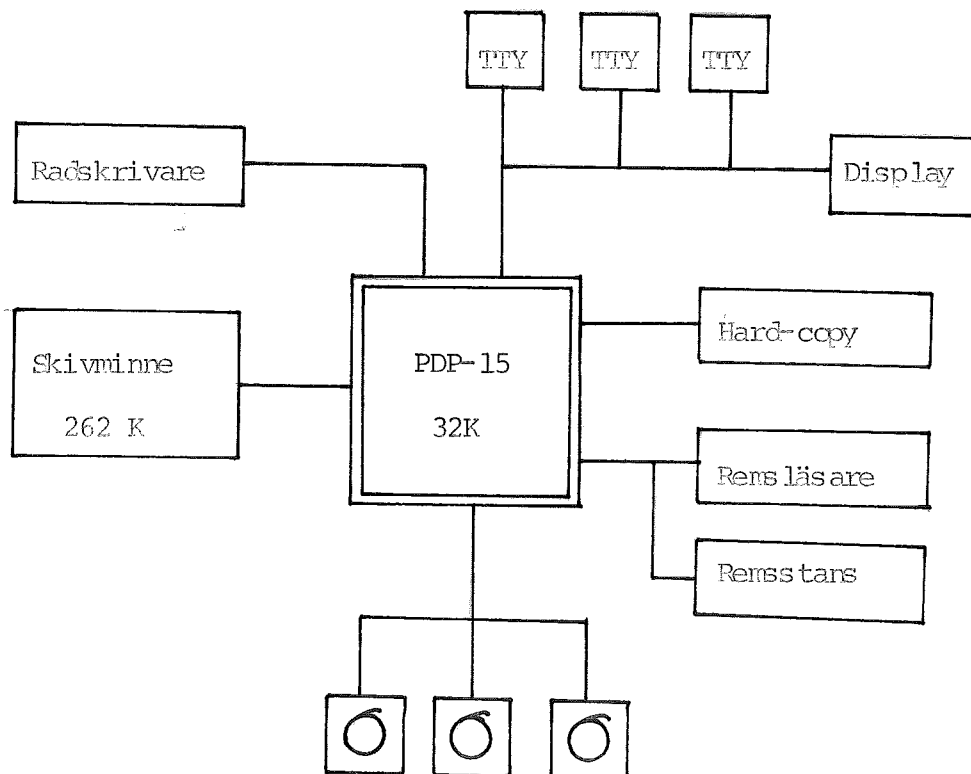 TTY TTY TTY
Radskrivare
Display
Hard-copy
Skivminne
262 K
PDP-15
32K
Remsläsare
Remsstans